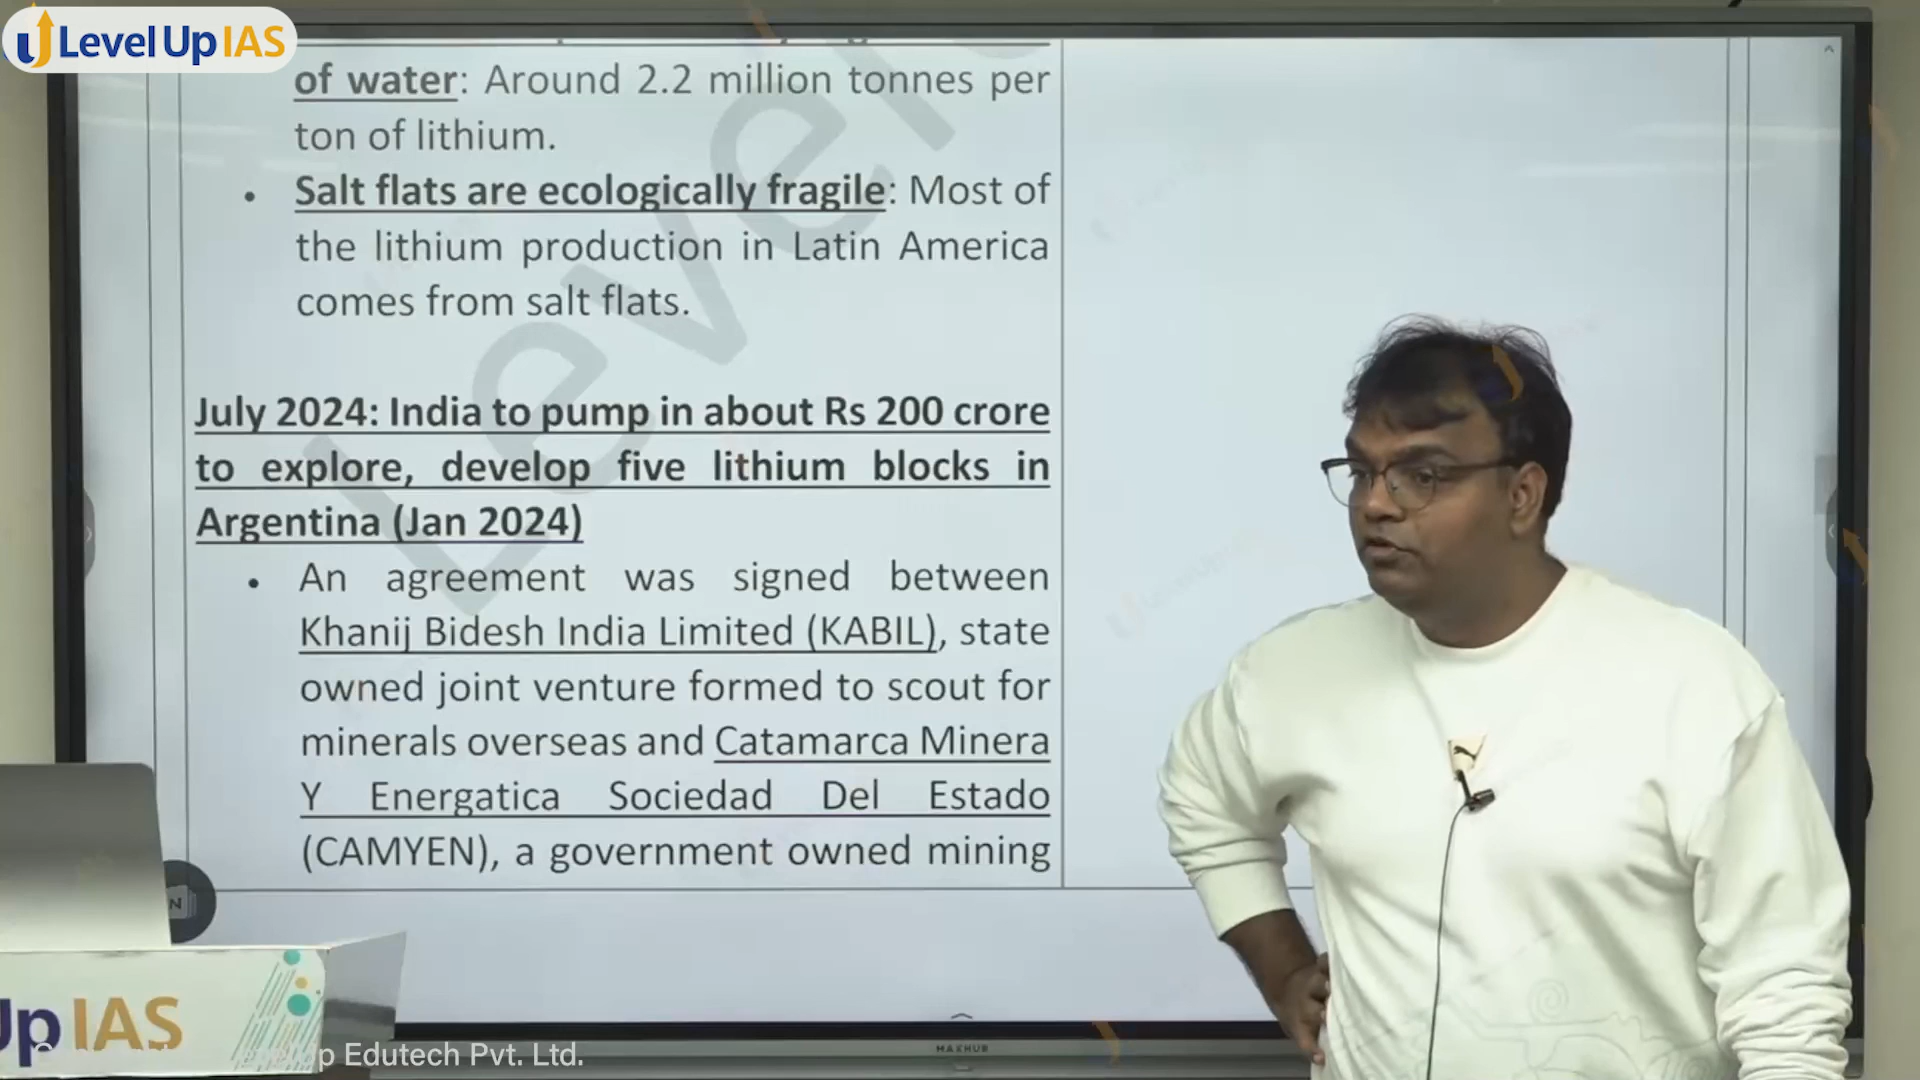 Level Up IAS
of water: Around 2.2 million tonnes per
ton of lithium.
• Salt flats are ecologically fragile: Most of
the lithium production in Latin America
comes from salt flats.
July 2024: India to pump in about Rs 200 crore
to explore, develop five lithium blocks in
Argentina (Jan 2024)
• An agreement was signed between
Khanij Bidesh India Limited (KABIL), state
owned joint venture formed to scout for
minerals overseas and Catamarca Minera
Y Energatica Sociedad Del Estado
(CAMYEN), a government owned mining
Up IAS
Edutech Pvt. Ltd.
MAXHUB